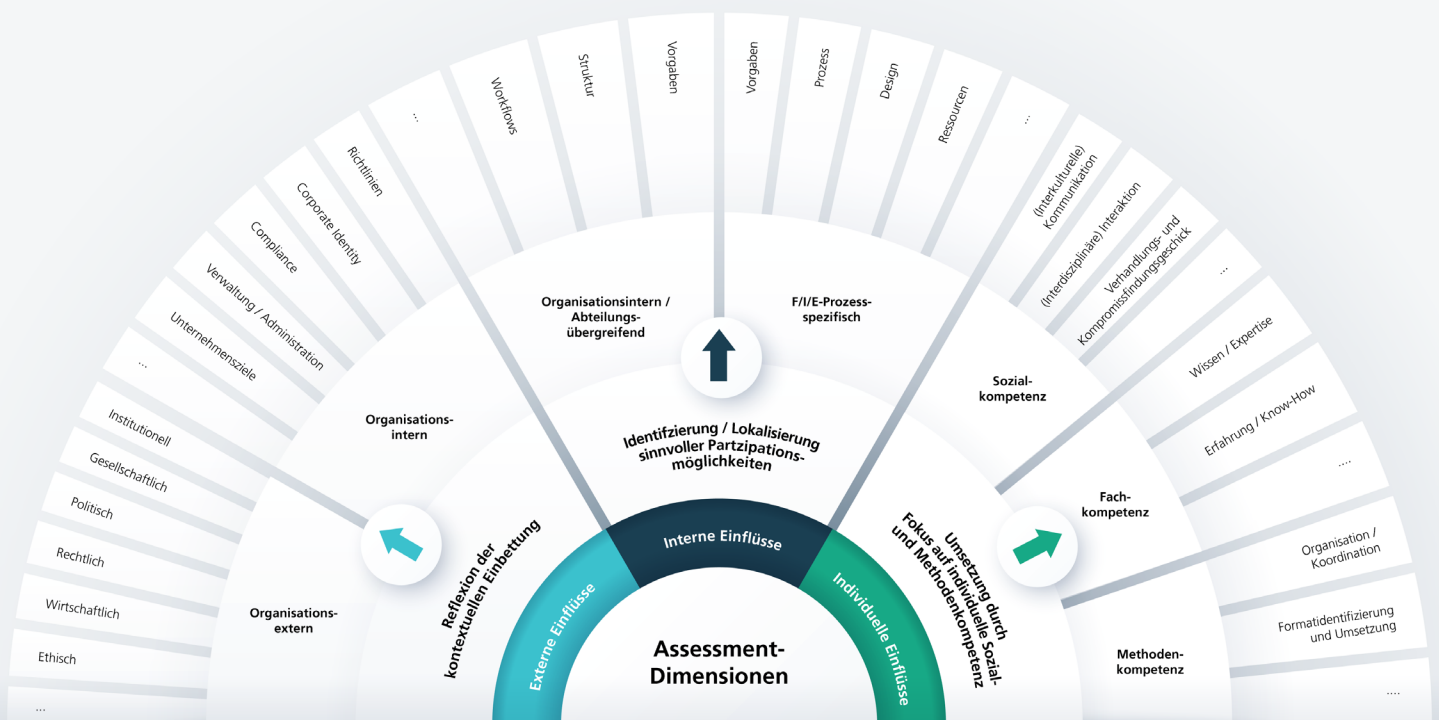 Assessment-
Dimensionen
Externe Einflüsse
Interne Einflüsse
Individuelle Einflüsse
Reflexion der
kontextuellen Einbettung
Identifzierung / Lokalisierung
sinnvoller Partzipations-
möglichkeiten
Umsetzung durch
Fokus auf individuelle Sozial-
und Methodenkompetenz
Organisations-
extern
Organisations-
intern
Organisationsintern /
Abteilungs-
übergreifend
F/I/E-Prozess-
spezifisch
Sozial-
kompetenz
Fach-
kompetenz
Methoden-
kompetenz
...
Ethisch
Wirtschaftlich
Rechtlich
Politisch
Gesellschaftlich
Institutionell
...
Unternehmensziele
Verwaltung / Administration
Compliance
Corporate Identity
Richtlinien
...
Workflows
Struktur
Vorgaben
Vorgaben
Prozess
Design
Ressourcen
...
(Interkulturelle)
Kommunikation
(Interdisziplinäre) Interaktion
Verhandlungs- und
Kompromissfindungsgeschick
...
Wissen / Expertise
Erfahrung / Know-How
....
Organisation /
Koordination
Formatidentifizierung
und Umsetzung
....